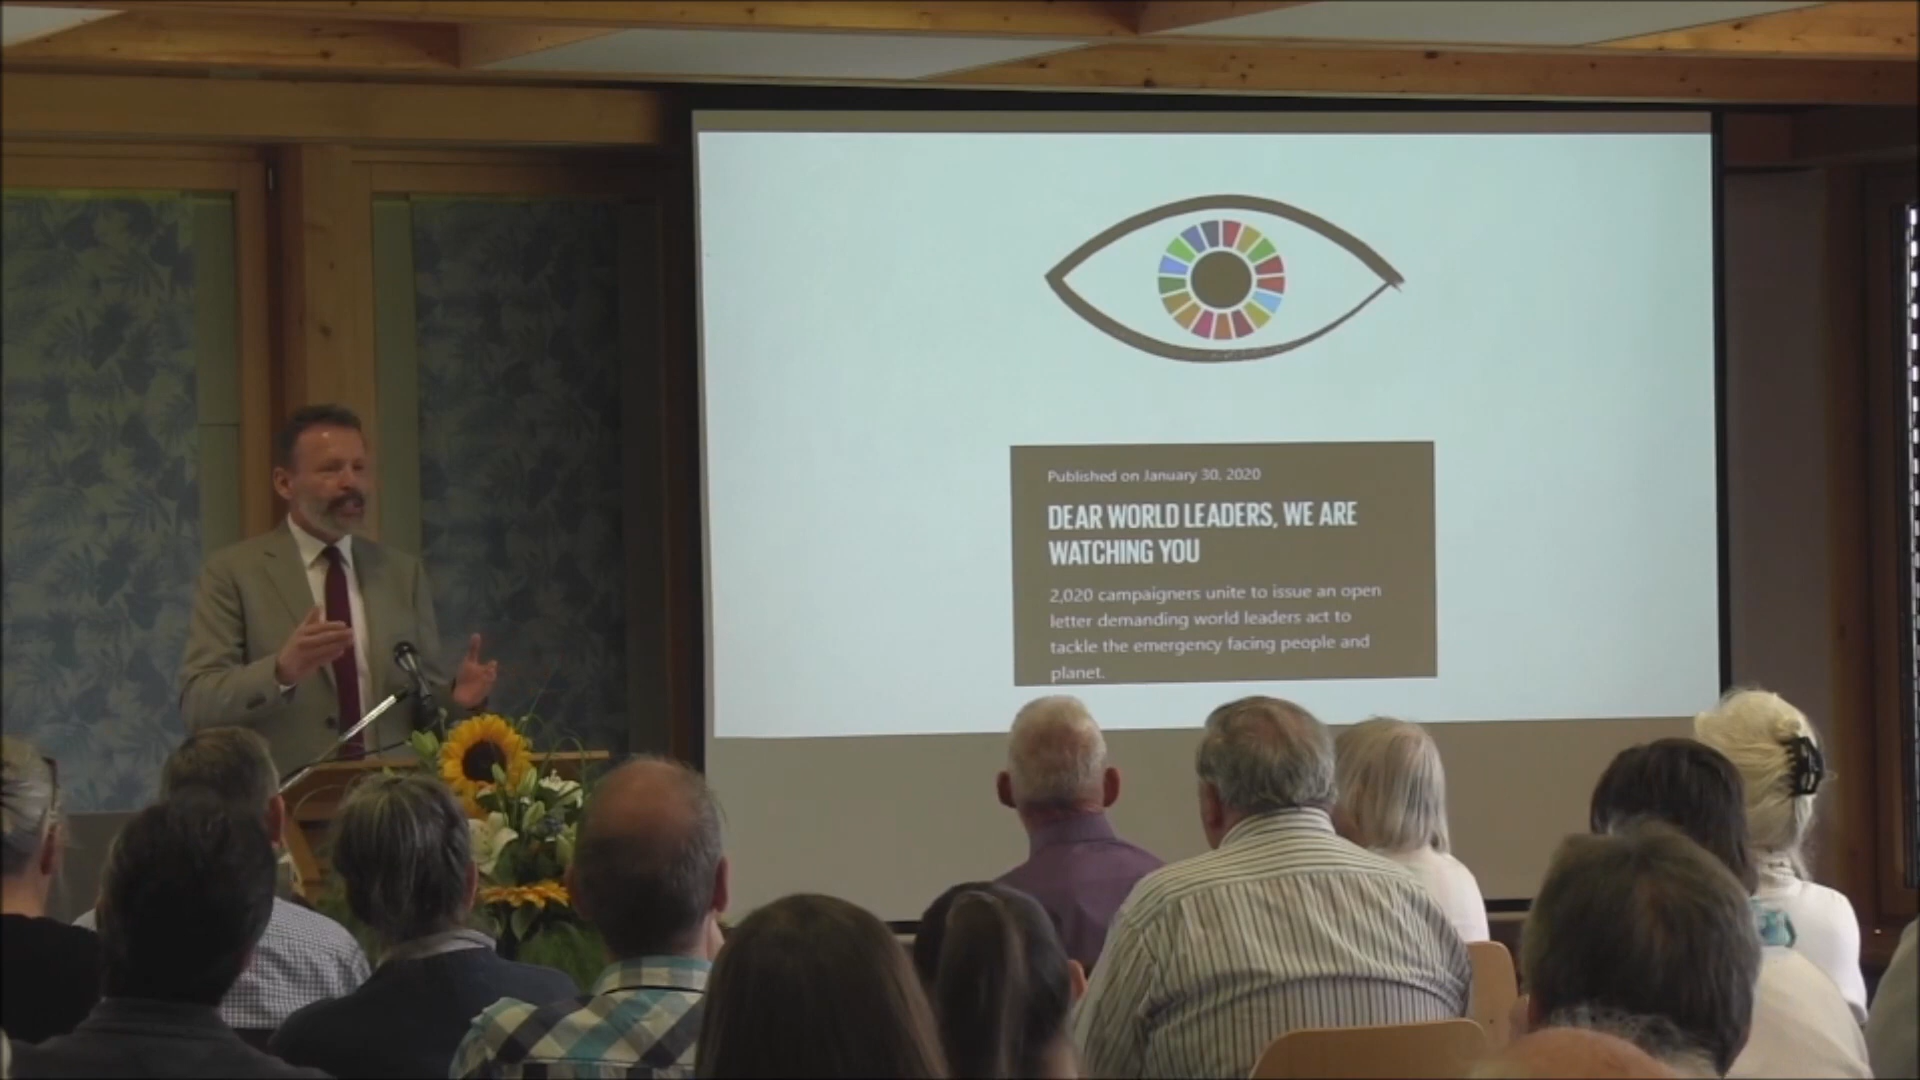 Published on January 30, 2020
DEAR WORLD LEADERS, WE ARE
WATCHING YOU
2,020 campaigners unite to issue an open
letter demanding world leaders act to
tackle the emergency facing people and
planet.